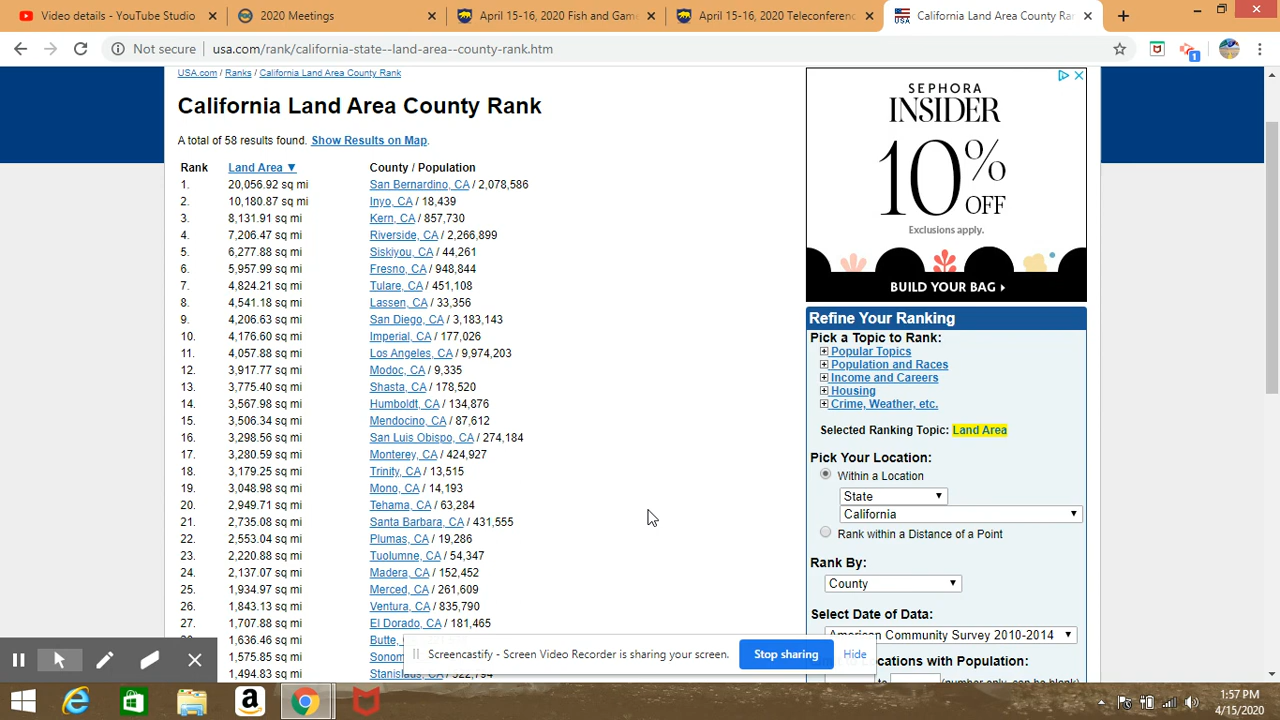 Video details - YouTube Studio
2020 Meetings
April 15-16, 2020 Fish and Game
April 15-16, 2020 Teleconference
California Land Area County Ran
Not secure | usa.com/rank/california-state--land-area--county-rank.htm
USA.com / Ranks / California Land Area County Rank
California Land Area County Rank
A total of 58 results found. Show Results on Map.
Rank Land Area ▼ County / Population
1. 20,056.92 sq mi San Bernardino, CA / 2,078,586
2. 10,180.87 sq mi Inyo, CA / 18,439
3. 8,131.91 sq mi Kern, CA / 857,730
4. 7,206.47 sq mi Riverside, CA / 2,266,899
5. 6,277.88 sq mi Siskiyou, CA / 44,261
6. 5,957.99 sq mi Fresno, CA / 948,844
7. 4,824.21 sq mi Tulare, CA / 451,108
8. 4,541.18 sq mi Lassen, CA / 33,356
9. 4,206.63 sq mi San Diego, CA / 3,183,143
10. 4,176.60 sq mi Imperial, CA / 177,026
11. 4,057.88 sq mi Los Angeles, CA / 9,974,203
12. 3,917.77 sq mi Modoc, CA / 9,335
13. 3,775.40 sq mi Shasta, CA / 178,520
14. 3,567.98 sq mi Humboldt, CA / 134,876
15. 3,506.34 sq mi Mendocino, CA / 87,612
16. 3,298.56 sq mi San Luis Obispo, CA / 274,184
17. 3,280.59 sq mi Monterey, CA / 424,927
18. 3,179.25 sq mi Trinity, CA / 13,515
19. 3,048.98 sq mi Mono, CA / 14,193
20. 2,949.71 sq mi Tehama, CA / 63,284
21. 2,735.08 sq mi Santa Barbara, CA / 431,555
22. 2,553.04 sq mi Plumas, CA / 19,286
23. 2,220.88 sq mi Tuolumne, CA / 54,347
24. 2,137.07 sq mi Madera, CA / 152,452
25. 1,934.97 sq mi Merced, CA / 261,609
26. 1,843.13 sq mi Ventura, CA / 835,790
27. 1,707.88 sq mi El Dorado, CA / 181,465
1,636.46 sq mi Butte,
1,575.85 sq mi Sonom
1,494.83 sq mi Stanislaus, CA
SEPHORA
INSIDER
10% OFF
Exclusions apply.
BUILD YOUR BAG
Refine Your Ranking
Pick a Topic to Rank:
Popular Topics
Population and Races
Income and Careers
Housing
Crime, Weather, etc.
Selected Ranking Topic: Land Area
Pick Your Location:
Within a Location
State
California
Rank within a Distance of a Point
Rank By:
County
Select Date of Data:
American Community Survey 2010-2014
Locations with Population:
to (number only, can be blank)
Screencastify - Screen Video Recorder is sharing your screen. Stop sharing Hide
1
1:57 PM
4/15/2020